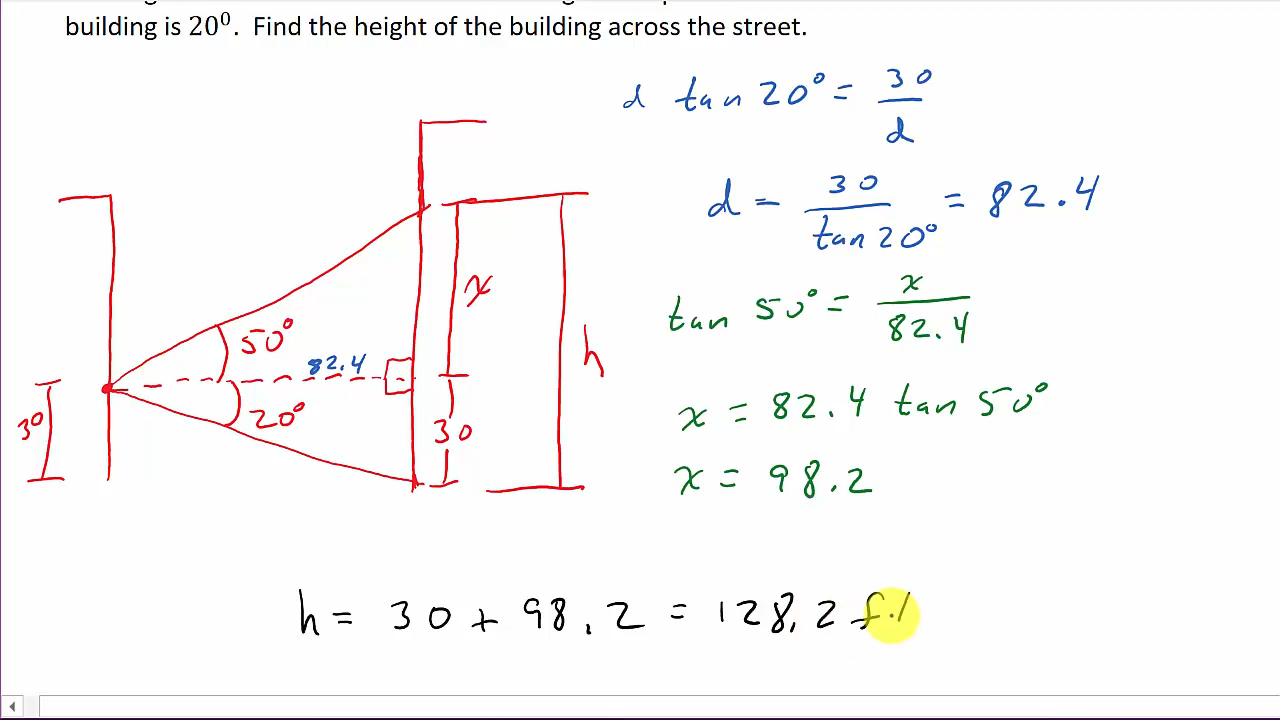 building is 20⁰. Find the height of the building across the street.
d tan 20° = 30/d
d = 30/tan 20° = 82.4
tan 50° = x/82.4
x = 82.4 tan 50°
x = 98.2
50°
82.4
20°
30
x
30
h
h = 30 + 98.2 = 128.2